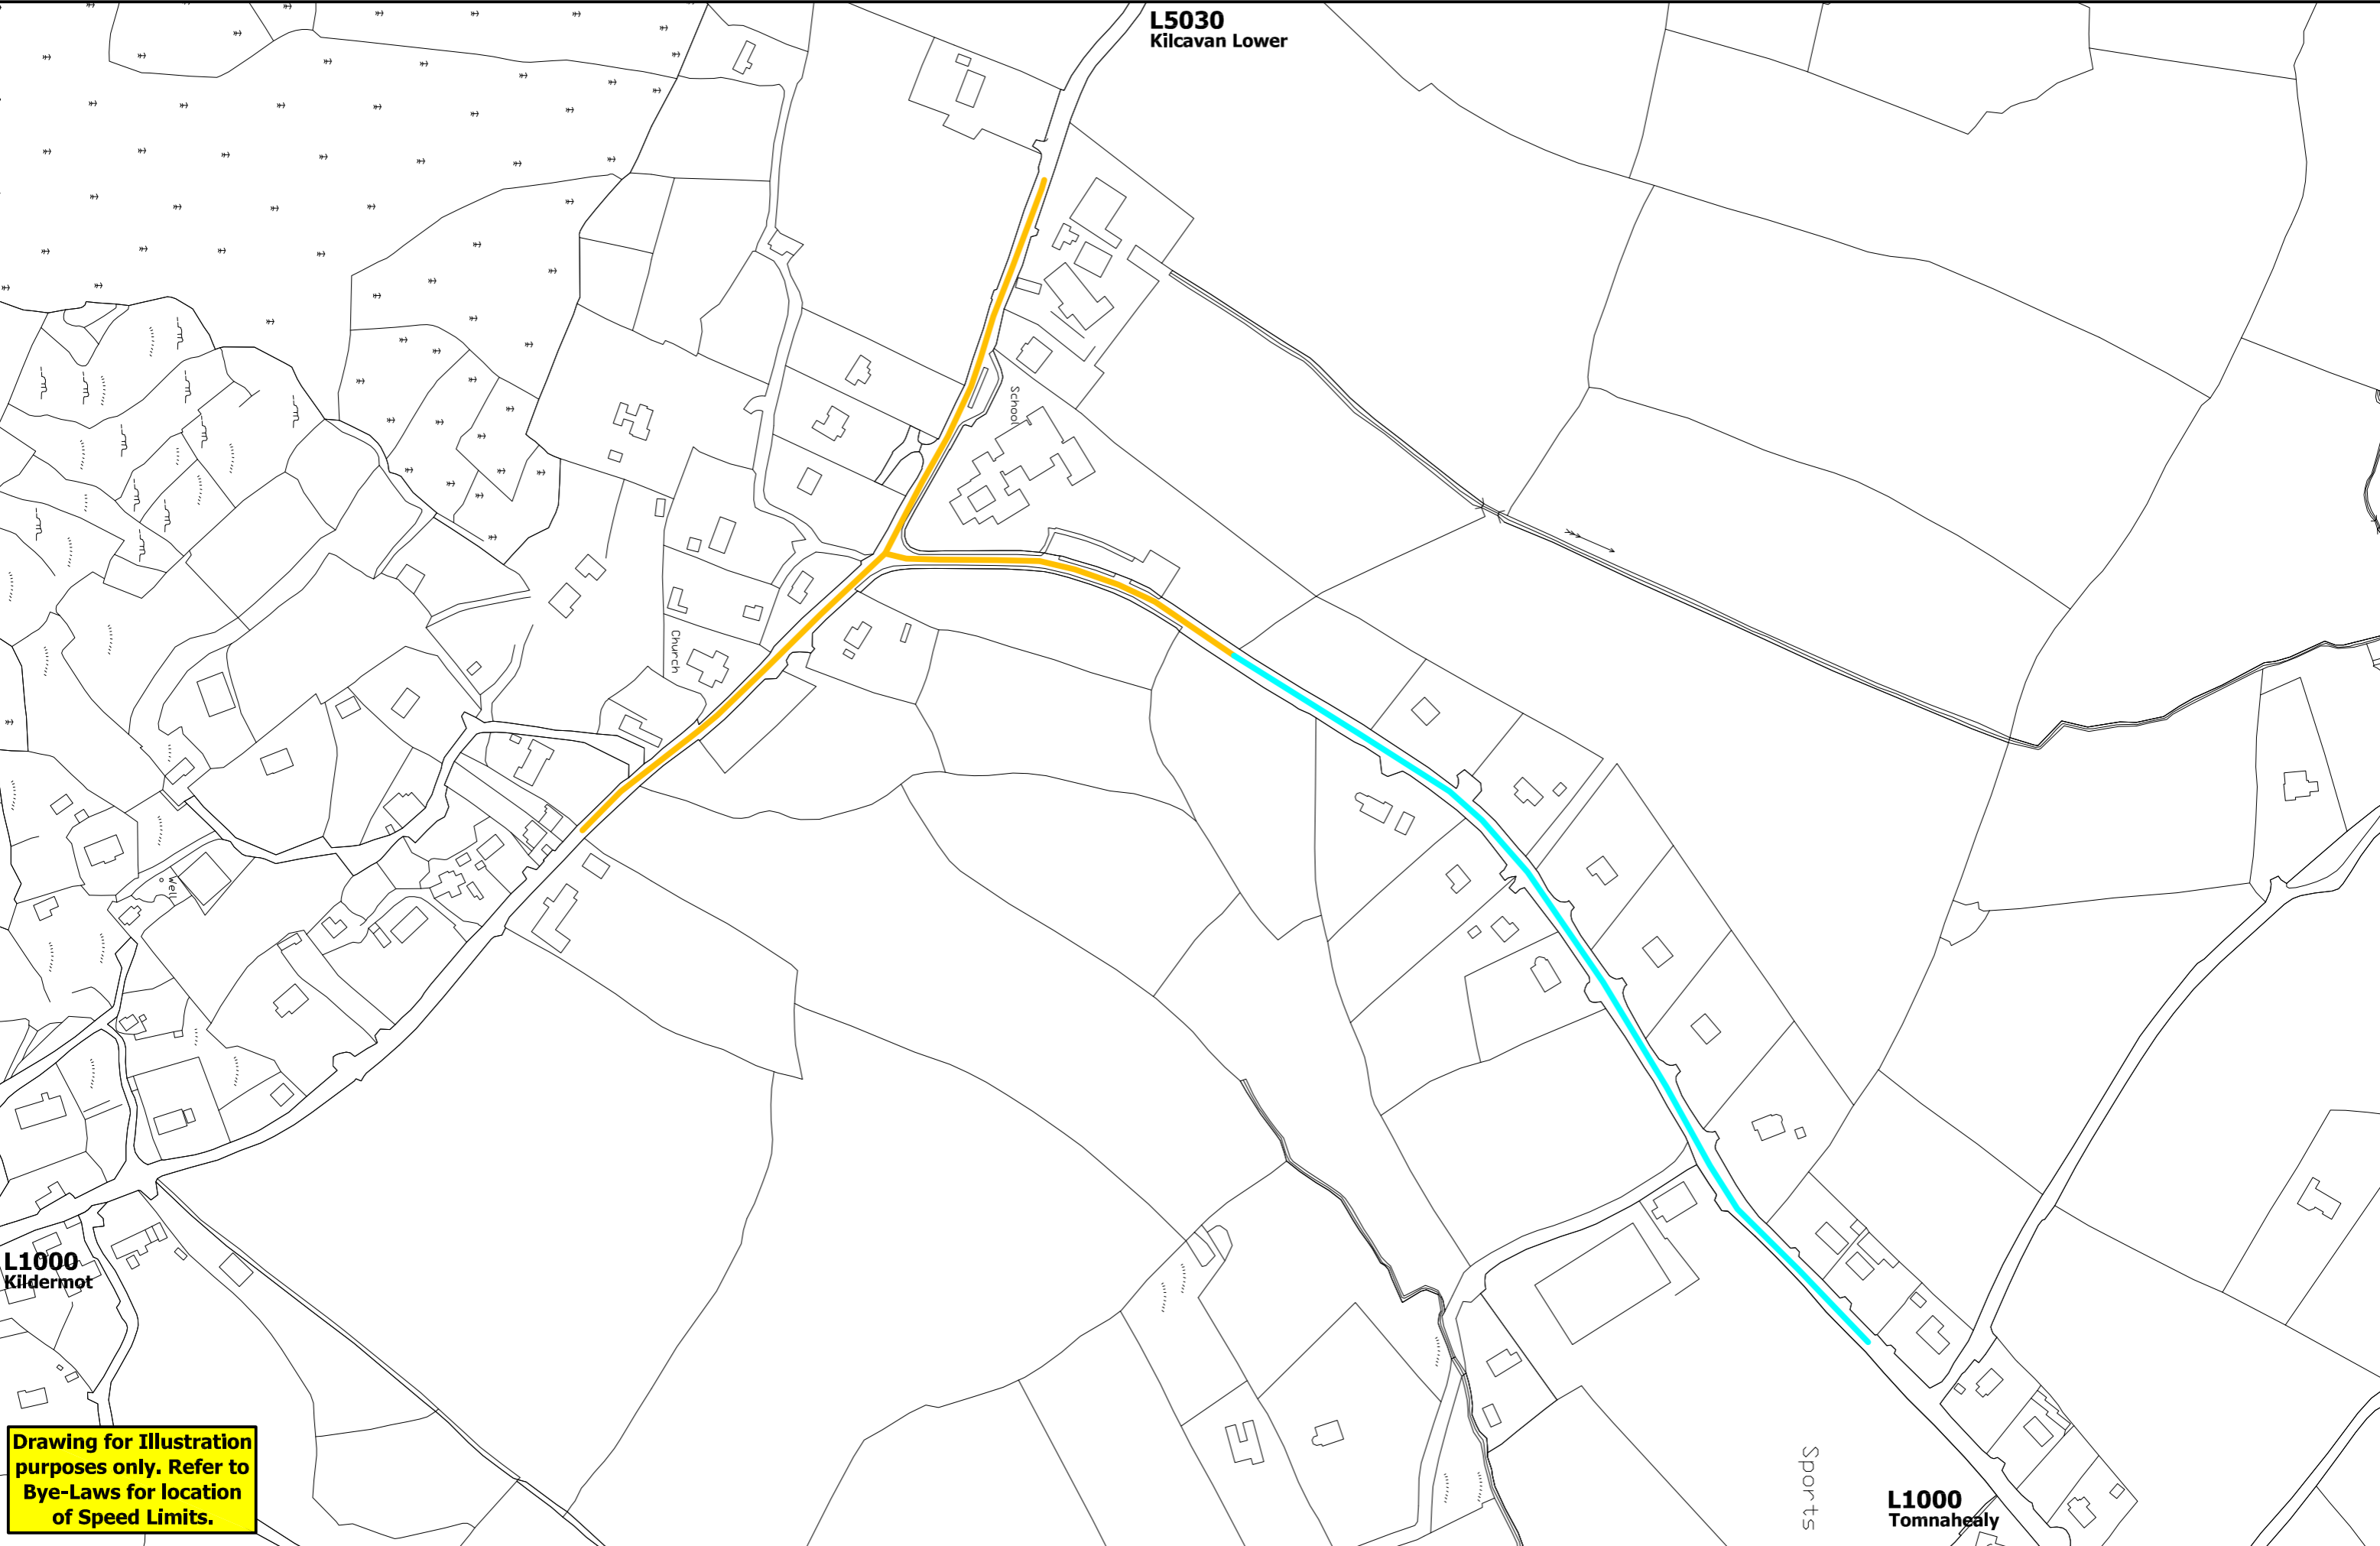 L5030
Kilcavan Lower
School
Church
Well
L1000
Kildermot
Drawing for Illustration
purposes only. Refer to
Bye-Laws for location
of Speed Limits.
Sports
L1000
Tomnahealy